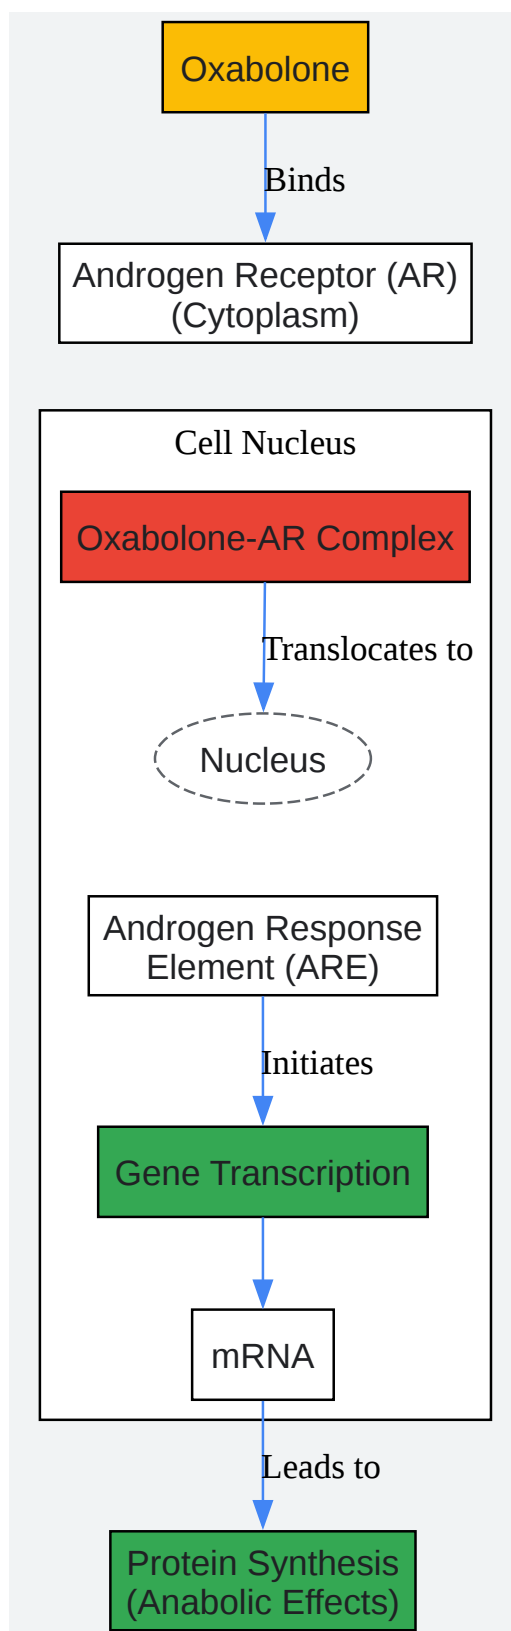 Oxabolone
Binds
Androgen Receptor (AR)
(Cytoplasm)
Cell Nucleus
Oxabolone-AR Complex
Translocates to
Nucleus
Androgen Response
Element (ARE)
Initiates
Gene Transcription
mRNA
Leads to
Protein Synthesis
(Anabolic Effects)